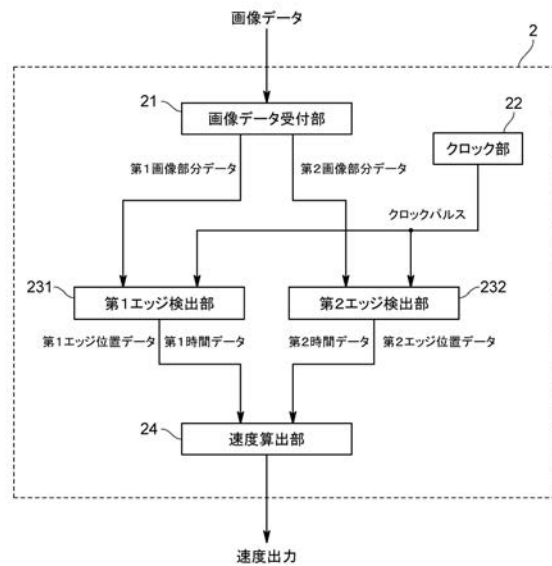 画像データ
2
21
画像データ受付部
22
クロック部
第1画像部分データ
第2画像部分データ
クロックパルス
231
第1エッジ検出部
第2エッジ検出部
232
第1エッジ位置データ
第1時間データ
第2時間データ
第2エッジ位置データ
24
速度算出部
速度出力